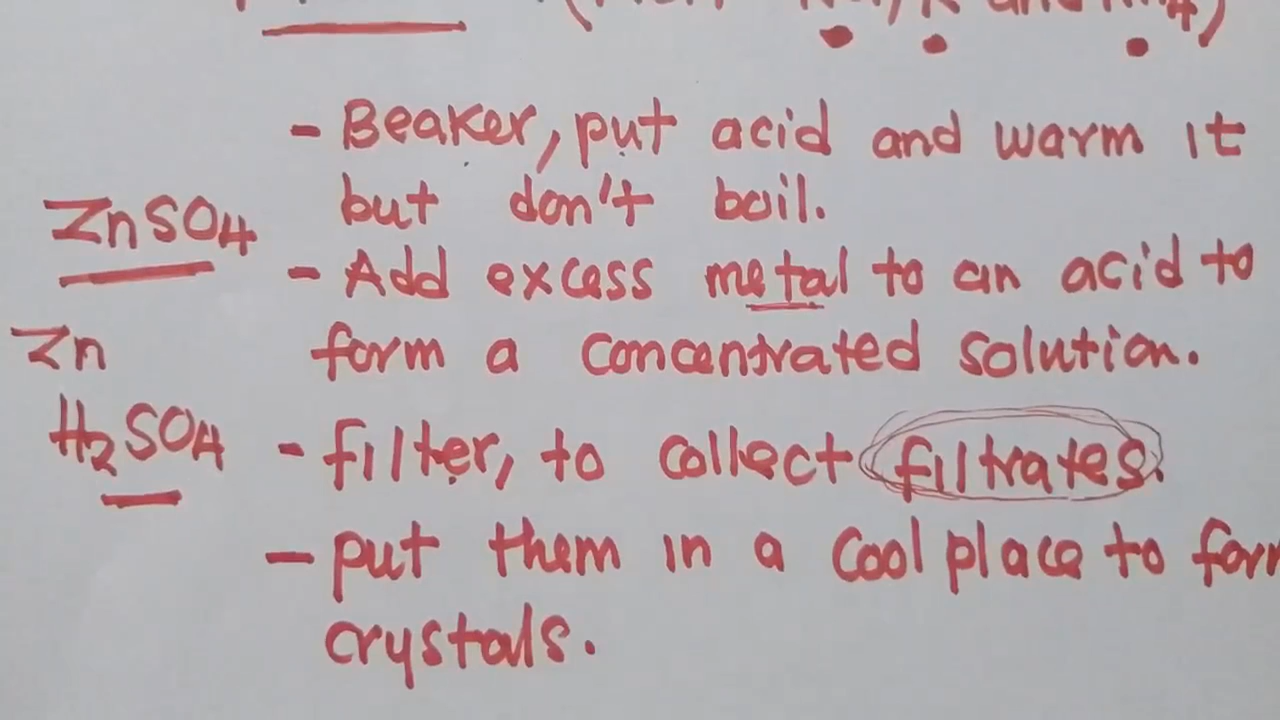 and
- Beaker, put acid and warm it
but don't boil.
ZnSO4
- Add excess metal to an acid to
Zn
form a concentrated solution.
H2SO4
- filter, to collect filtrates.
- put them in a cool place to form
crystals.